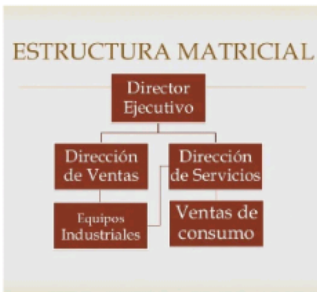 ESTRUCTURA MATRICIAL
Director
Ejecutivo
Dirección
de Ventas
Dirección
de Servicios
Equipos
Industriales
Ventas de
consumo